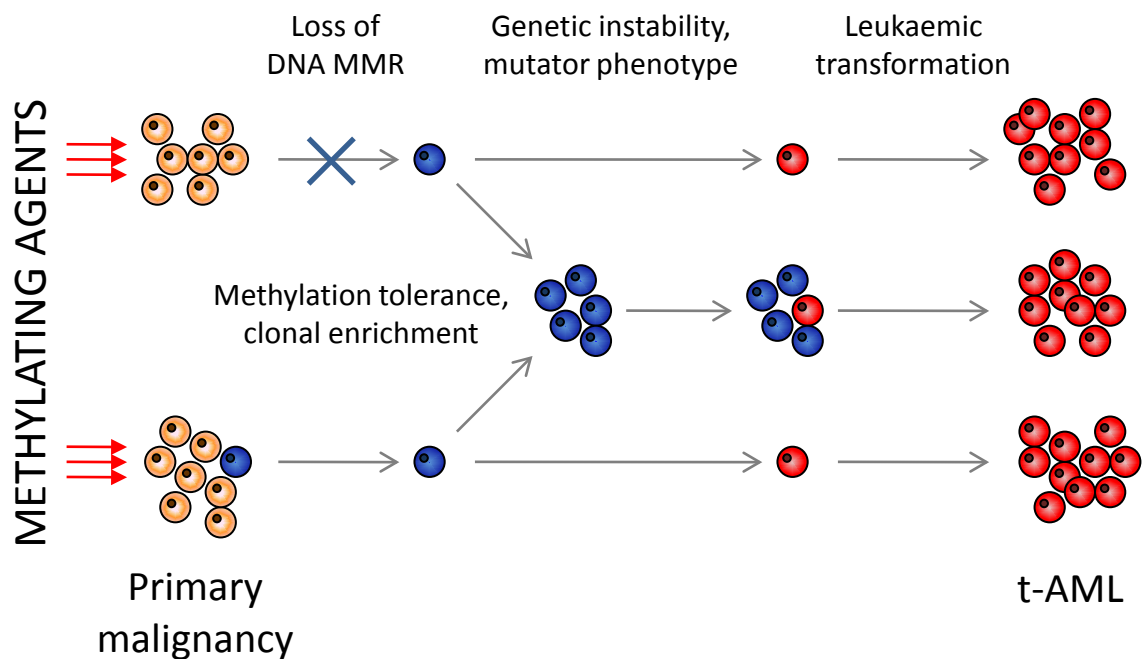 Loss of
DNA MMR
Genetic instability,
mutator phenotype
Leukaemic
transformation
METHYLATING AGENTS
Methylation tolerance,
clonal enrichment
Primary
malignancy
t-AML